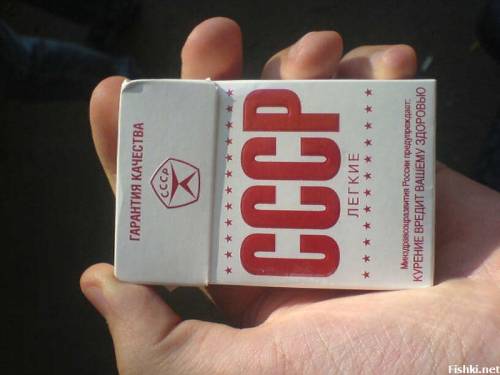 ГАРАНТИЯ КАЧЕСТВА
СССР
СССР
ЛЕГКИЕ
Минздравсоцразвития России предупреждает:
КУРЕНИЕ ВРЕДИТ ВАШЕМУ ЗДОРОВЬЮ
Fishki.net